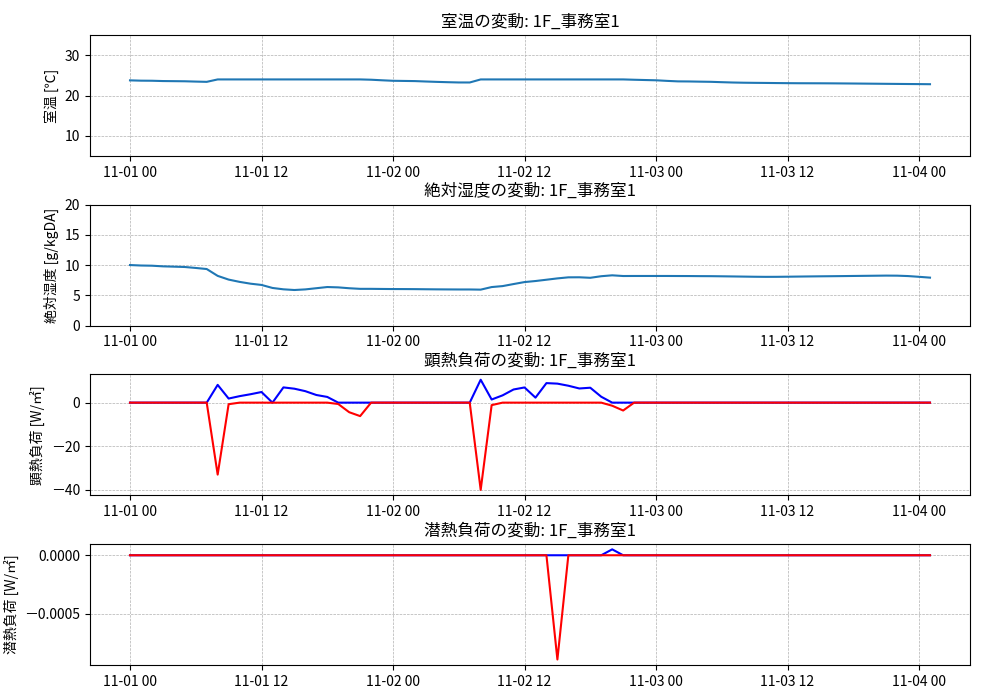 室温の変動: 1F_事務室1
室温 [℃]
30
20
10
11-01 00 11-01 12 11-02 00 11-02 12 11-03 00 11-03 12 11-04 00
絶対湿度の変動: 1F_事務室1
絶対湿度 [g/kgDA]
20
15
10
5
0
11-01 00 11-01 12 11-02 00 11-02 12 11-03 00 11-03 12 11-04 00
顕熱負荷の変動: 1F_事務室1
顕熱負荷 [W/㎡]
0
−20
−40
11-01 00 11-01 12 11-02 00 11-02 12 11-03 00 11-03 12 11-04 00
潜熱負荷の変動: 1F_事務室1
潜熱負荷 [W/㎡]
0.0000
−0.0005
11-01 00 11-01 12 11-02 00 11-02 12 11-03 00 11-03 12 11-04 00